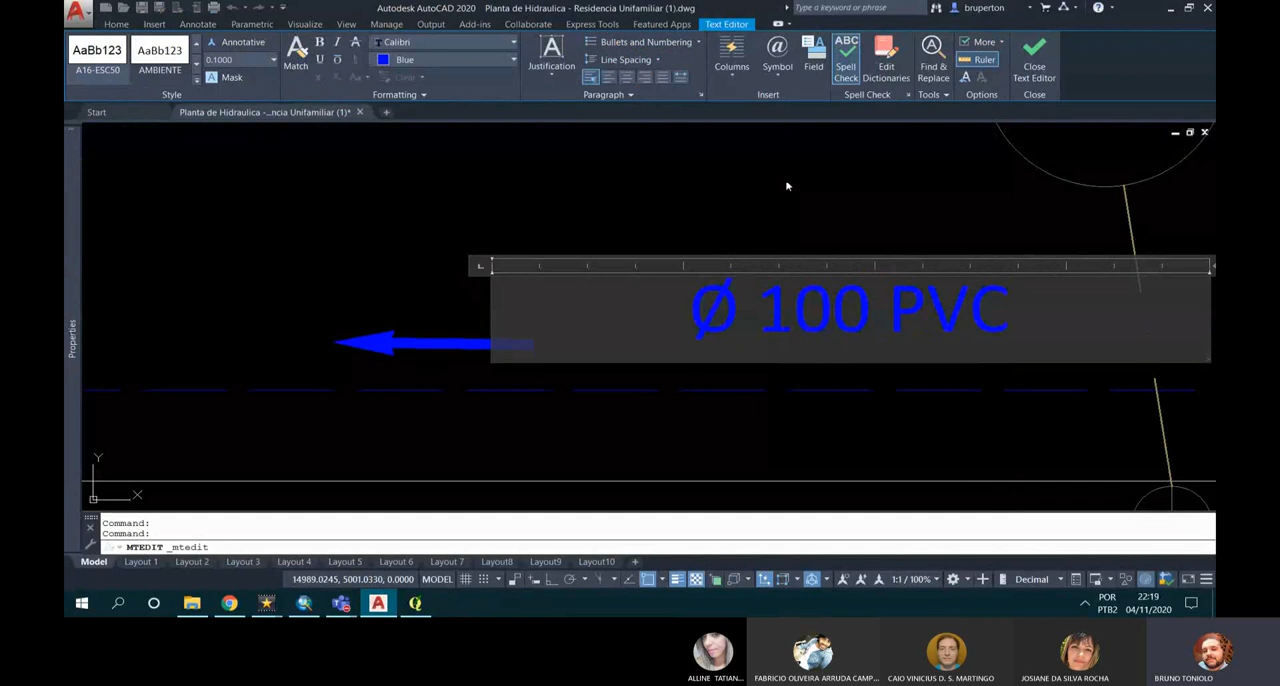 Autodesk AutoCAD 2020 Planta de Hidraulica - Residencia Unifamiliar (1).dwg
Type a keyword or phrase
bruperton
Home Insert Annotate Parametric View Manage Output Add-ins Collaborate Express Tools Featured Apps Text Editor
AaBb123 AaBb123
A16-ESC50 AMBIENTE
Annotative
0.1000
Mask
Style
Match
Calibri
Blue
Clear
Formatting
Justification
Bullets and Numbering
Line Spacing
Paragraph
Columns Symbol Field
Insert
ABC
Spell
Check
Edit
Dictionaries
Spell Check
Find &
Replace
Tools
More
Ruler
Options
Close
Text Editor
Close
Start Planta de Hidraulica -...ncia Unifamiliar (1)*
Properties
Ø 100 PVC
Y
X
Command:
Command:
MTEDIT _mtedit
Model Layout 1 Layout 2 Layout 3 Layout 4 Layout 5 Layout 6 Layout 7 Layout8 Layout9 Layout10
14989.0245, 5001.0330, 0.0000 MODEL 1:1 / 100% Decimal
POR
PTB2
22:19
04/11/2020
ALLINE TATIAN... FABRICIO OLIVEIRA ARRUDA CAMP... CAIO VINICIUS D. S. MARTINGO JOSIANE DA SILVA ROCHA BRUNO TONIOLO